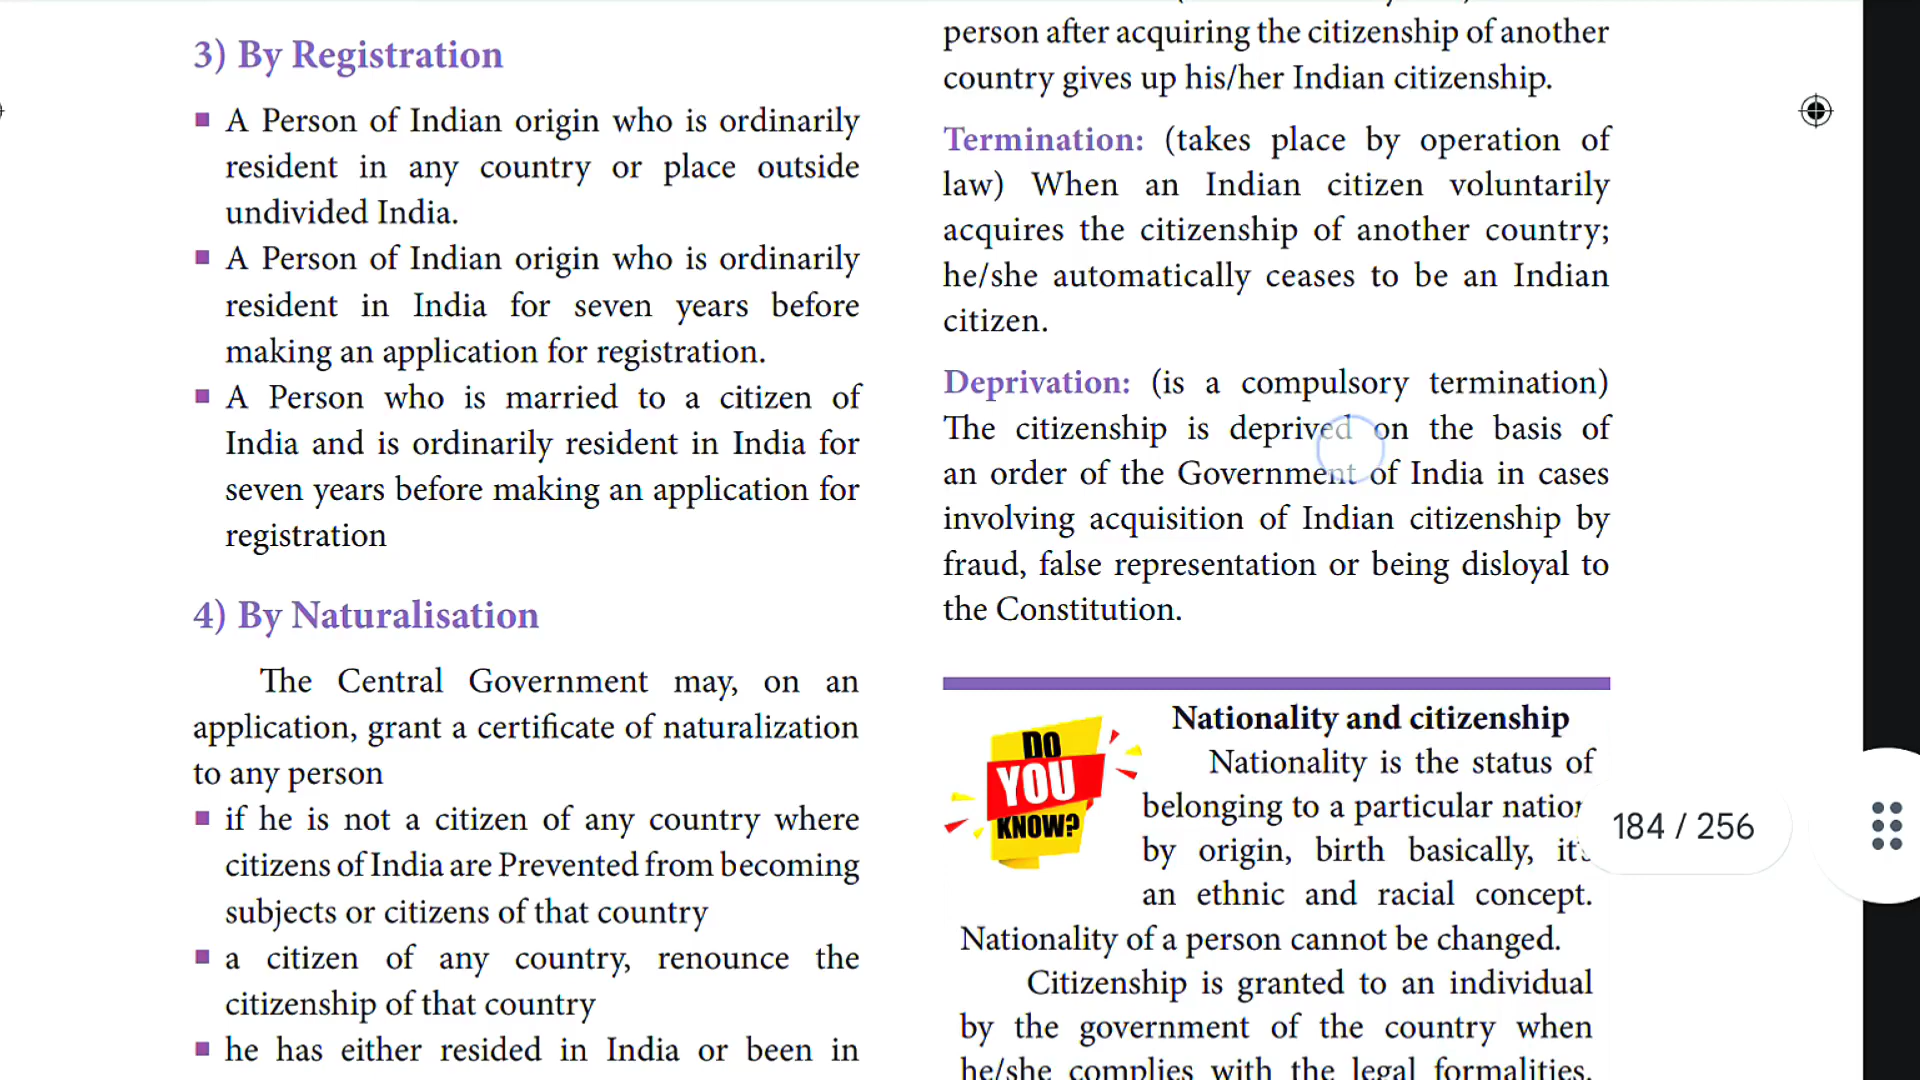 3) By Registration
A Person of Indian origin who is ordinarily
resident in any country or place outside
undivided India.
A Person of Indian origin who is ordinarily
resident in India for seven years before
making an application for registration.
A Person who is married to a citizen of
India and is ordinarily resident in India for
seven years before making an application for
registration
4) By Naturalisation
The Central Government may, on an
application, grant a certificate of naturalization
to any person
if he is not a citizen of any country where
citizens of India are Prevented from becoming
subjects or citizens of that country
a citizen of any country, renounce the
citizenship of that country
he has either resided in India or been in
person after acquiring the citizenship of another
country gives up his/her Indian citizenship.
Termination: (takes place by operation of
law) When an Indian citizen voluntarily
acquires the citizenship of another country;
he/she automatically ceases to be an Indian
citizen.
Deprivation: (is a compulsory termination)
The citizenship is deprived on the basis of
an order of the Government of India in cases
involving acquisition of Indian citizenship by
fraud, false representation or being disloyal to
the Constitution.
DO
YOU
KNOW?
Nationality and citizenship
Nationality is the status of
belonging to a particular nation
by origin, birth basically, it's
an ethnic and racial concept.
Nationality of a person cannot be changed.
Citizenship is granted to an individual
by the government of the country when
he/she complies with the legal formalities.
184 / 256